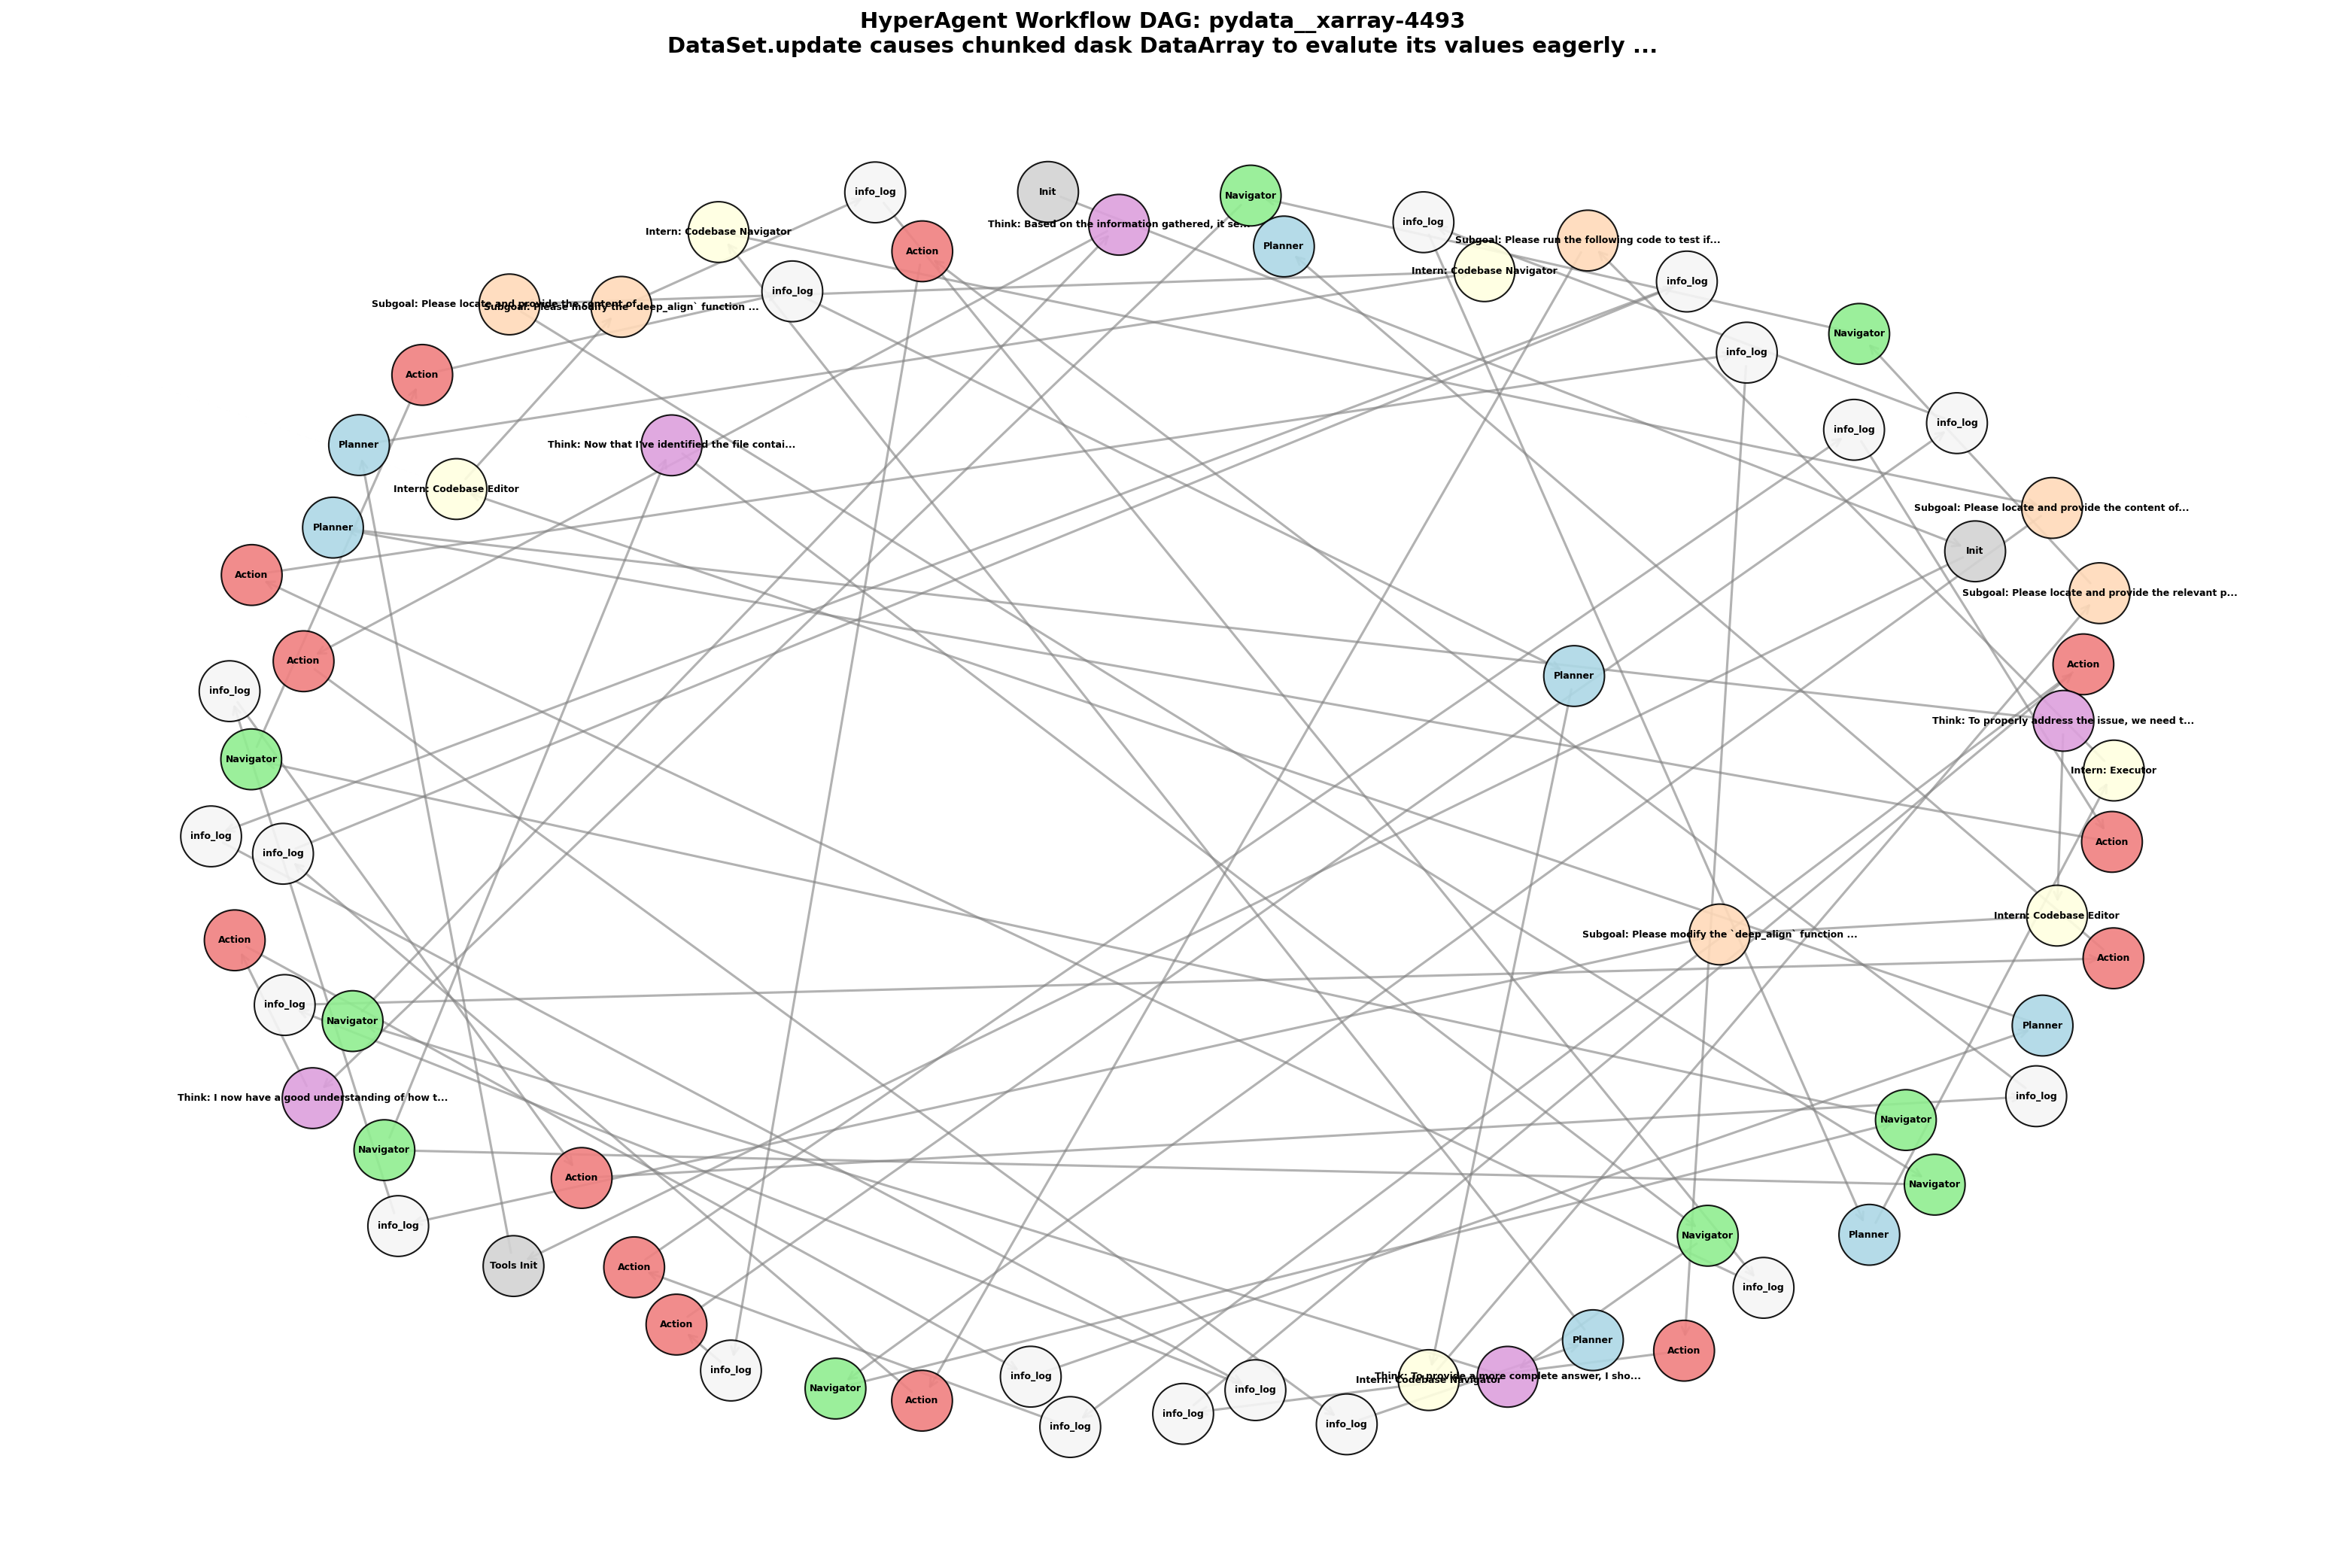 HyperAgent Workflow DAG: pydata__xarray-4493
DataSet.update causes chunked dask DataArray to evalute its values eagerly ...
info_log
Init
Navigator
info_log
Think: Based on the information gathered, it se...
Intern: Codebase Navigator
Subgoal: Please run the following code to test if...
Planner
Action
Intern: Codebase Navigator
info_log
info_log
Subgoal: Please locate and provide the content of...
Subgoal: Please modify the `deep_align` function ...
Navigator
info_log
Action
info_log
info_log
Planner
Think: Now that I've identified the file contai...
Intern: Codebase Editor
Subgoal: Please locate and provide the content of...
Planner
Init
Action
Subgoal: Please locate and provide the relevant p...
Action
Action
Planner
info_log
Think: To properly address the issue, we need t...
Navigator
Intern: Executor
info_log
Action
info_log
Intern: Codebase Editor
Subgoal: Please modify the `deep_align` function ...
Action
Action
info_log
Navigator
Planner
info_log
Think: I now have a good understanding of how t...
Navigator
Navigator
Action
Navigator
info_log
Navigator
Planner
Tools Init
Action
info_log
Action
Planner
Action
info_log
info_log
Think: To provide a more complete answer, I sho...
Intern: Codebase Navigator
Navigator
info_log
Action
info_log
info_log
info_log